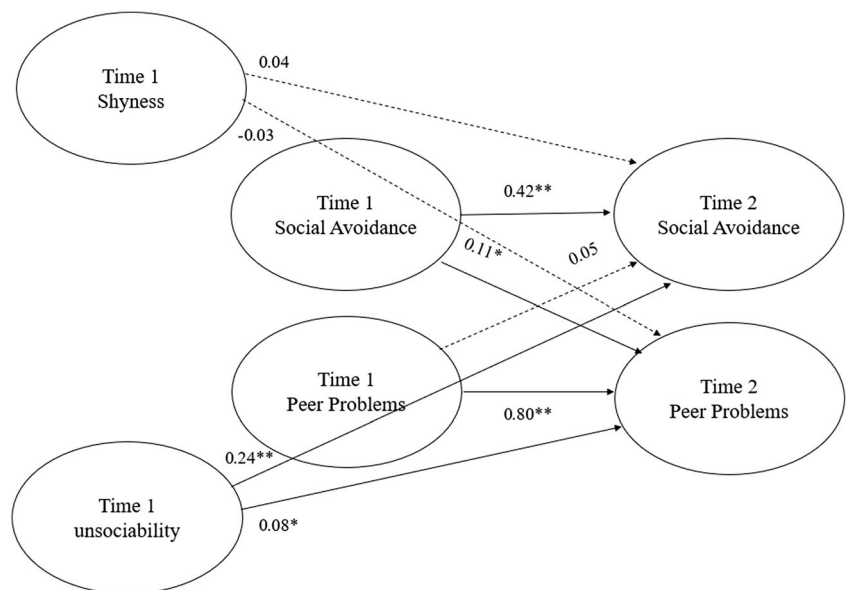 0.04
Time 1
Shyness
-0.03
Time 1
Social Avoidance
0.42**
Time 2
Social Avoidance
0.11*
0.05
Time 1
Peer Problems
0.80**
Time 2
Peer Problems
0.24**
Time 1
unsociability
0.08*